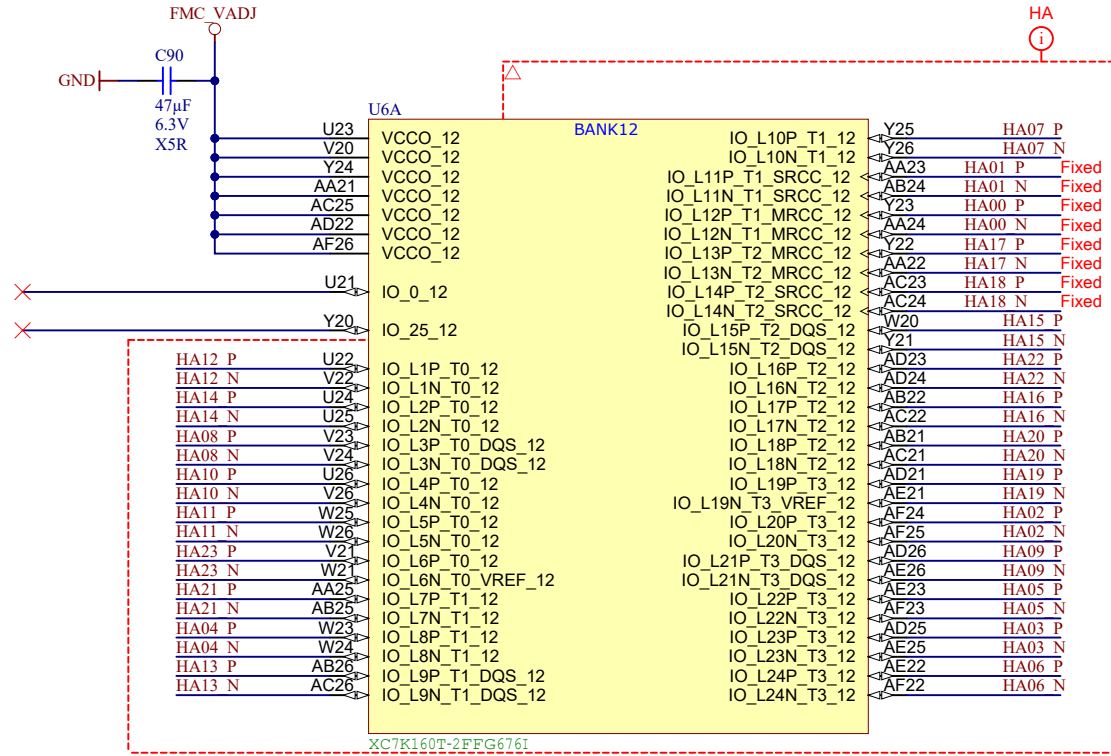 FMC_VADJ
HA
i
C90
GND
47µF
6.3V
X5R
U6A
BANK12
U23 VCCO_12
V20 VCCO_12
Y24 VCCO_12
AA21 VCCO_12
AC25 VCCO_12
AD22 VCCO_12
AF26 VCCO_12
U21 IO_0_12
Y20 IO_25_12
HA12_P U22 IO_L1P_T0_12
HA12_N V22 IO_L1N_T0_12
HA14_P U24 IO_L2P_T0_12
HA14_N U25 IO_L2N_T0_12
HA08_P V23 IO_L3P_T0_DQS_12
HA08_N V24 IO_L3N_T0_DQS_12
HA10_P U26 IO_L4P_T0_12
HA10_N V26 IO_L4N_T0_12
HA11_P W25 IO_L5P_T0_12
HA11_N W26 IO_L5N_T0_12
HA23_P V21 IO_L6P_T0_12
HA23_N W21 IO_L6N_T0_VREF_12
HA21_P AA25 IO_L7P_T1_12
HA21_N AB25 IO_L7N_T1_12
HA04_P W23 IO_L8P_T1_12
HA04_N W24 IO_L8N_T1_12
HA13_P AB26 IO_L9P_T1_DQS_12
HA13_N AC26 IO_L9N_T1_DQS_12
IO_L10P_T1_12 Y25 HA07_P
IO_L10N_T1_12 Y26 HA07_N
IO_L11P_T1_SRCC_12 AA23 HA01_P Fixed
IO_L11N_T1_SRCC_12 AB24 HA01_N Fixed
IO_L12P_T1_MRCC_12 Y23 HA00_P Fixed
IO_L12N_T1_MRCC_12 AA24 HA00_N Fixed
IO_L13P_T2_MRCC_12 Y22 HA17_P Fixed
IO_L13N_T2_MRCC_12 AA22 HA17_N Fixed
IO_L14P_T2_SRCC_12 AC23 HA18_P Fixed
IO_L14N_T2_SRCC_12 AC24 HA18_N Fixed
IO_L15P_T2_DQS_12 W20 HA15_P
IO_L15N_T2_DQS_12 Y21 HA15_N
IO_L16P_T2_12 AD23 HA22_P
IO_L16N_T2_12 AD24 HA22_N
IO_L17P_T2_12 AB22 HA16_P
IO_L17N_T2_12 AC22 HA16_N
IO_L18P_T2_12 AB21 HA20_P
IO_L18N_T2_12 AC21 HA20_N
IO_L19P_T3_12 AD21 HA19_P
IO_L19N_T3_VREF_12 AE21 HA19_N
IO_L20P_T3_12 AF24 HA02_P
IO_L20N_T3_12 AF25 HA02_N
IO_L21P_T3_DQS_12 AD26 HA09_P
IO_L21N_T3_DQS_12 AE26 HA09_N
IO_L22P_T3_12 AE23 HA05_P
IO_L22N_T3_12 AF23 HA05_N
IO_L23P_T3_12 AD25 HA03_P
IO_L23N_T3_12 AE25 HA03_N
IO_L24P_T3_12 AE22 HA06_P
IO_L24N_T3_12 AF22 HA06_N
XC7K160T-2FFG676I